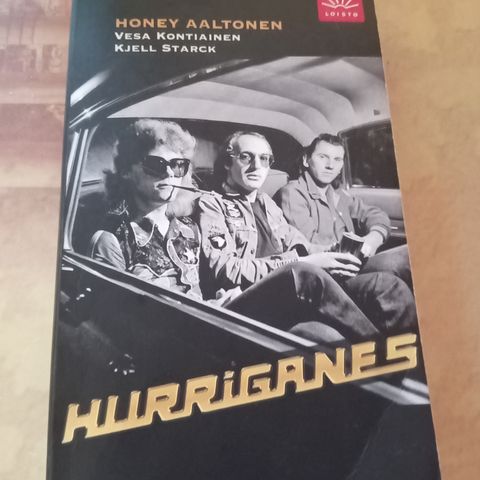 HONEY AALTONEN
VESA KONTIAINEN
KJELL STARCK
LOISTO
HURRiGANES